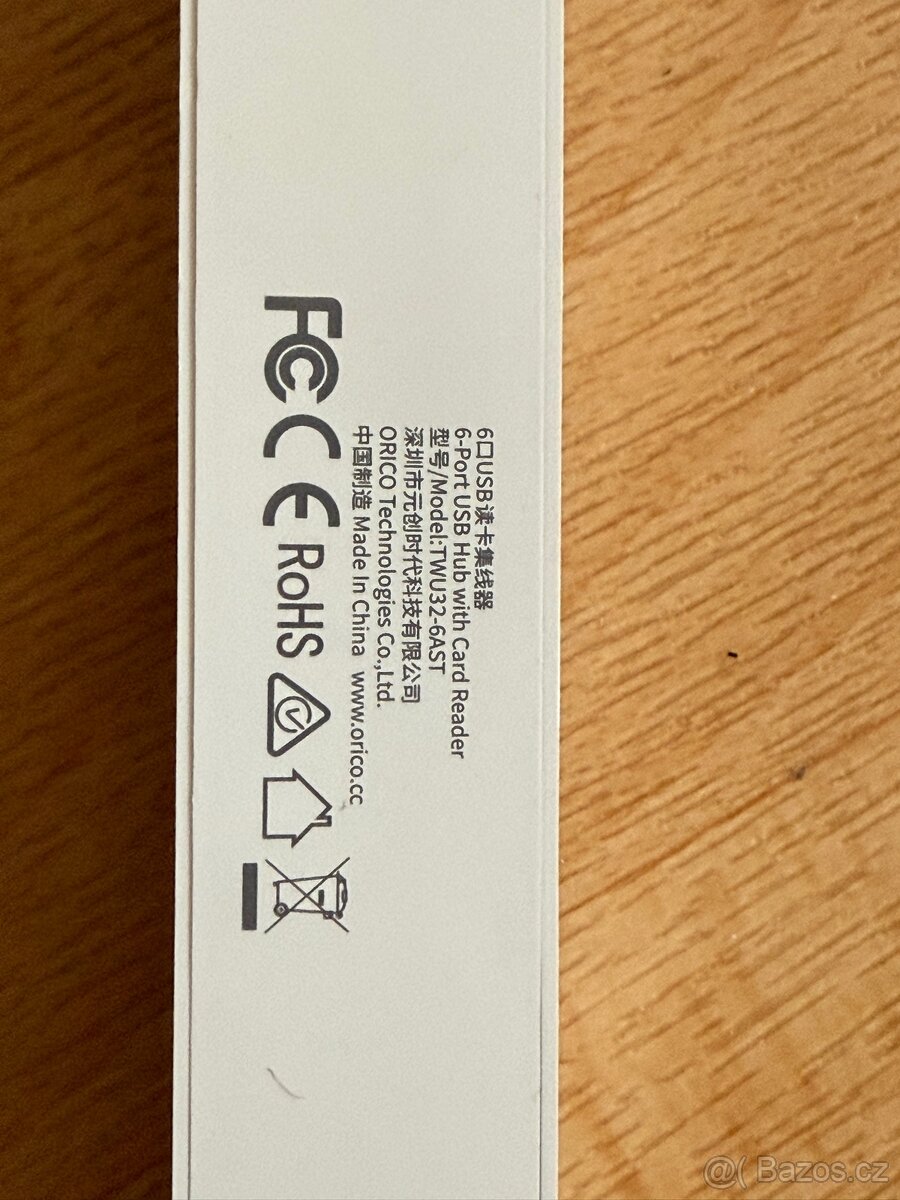 6口USB读卡集线器
6-Port USB Hub with Card Reader
型号/Model:TWU32-6AST
深圳市元创时代科技有限公司
ORICO Technologies Co.,Ltd.
中国制造 Made In China www.orico.cc
FC CE RoHS
@( Bazos.cz